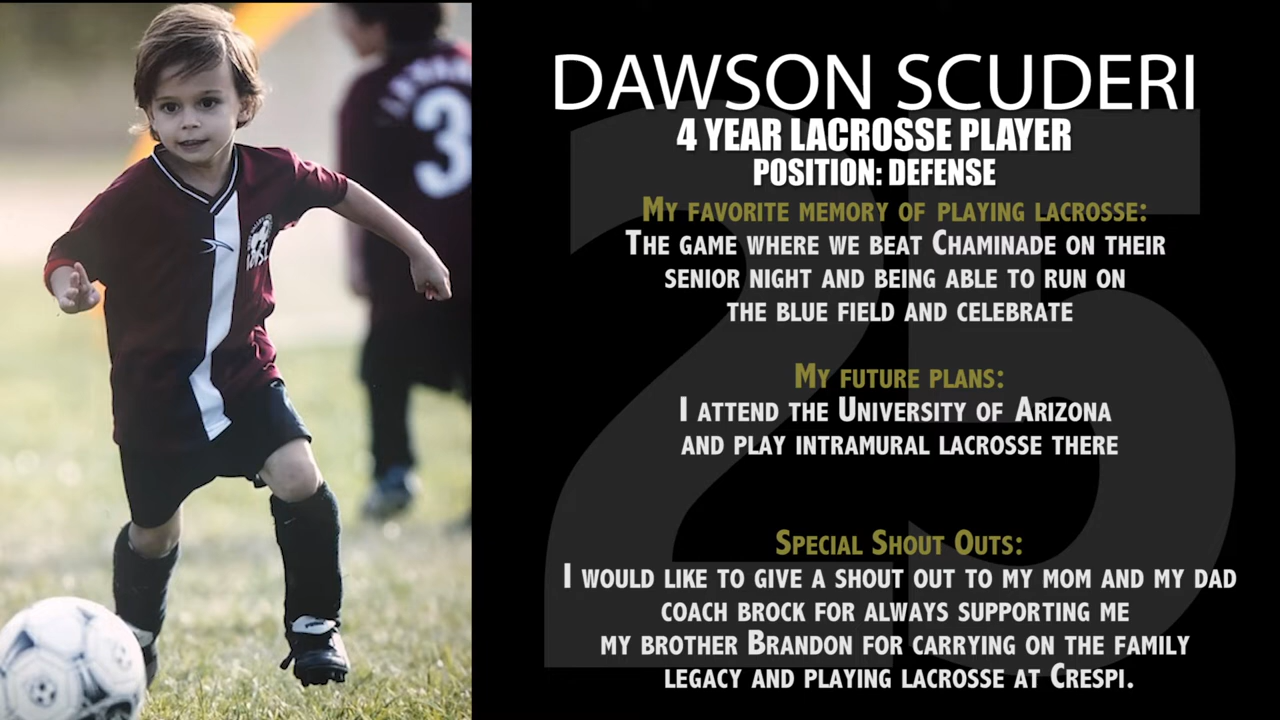 DAWSON SCUDERI
4 YEAR LACROSSE PLAYER
POSITION: DEFENSE
MY FAVORITE MEMORY OF PLAYING LACROSSE:
THE GAME WHERE WE BEAT CHAMINADE ON THEIR
SENIOR NIGHT AND BEING ABLE TO RUN ON
THE BLUE FIELD AND CELEBRATE
MY FUTURE PLANS:
I ATTEND THE UNIVERSITY OF ARIZONA
AND PLAY INTRAMURAL LACROSSE THERE
SPECIAL SHOUT OUTS:
I WOULD LIKE TO GIVE A SHOUT OUT TO MY MOM AND MY DAD
COACH BROCK FOR ALWAYS SUPPORTING ME
MY BROTHER BRANDON FOR CARRYING ON THE FAMILY
LEGACY AND PLAYING LACROSSE AT CRESPI.
25
3